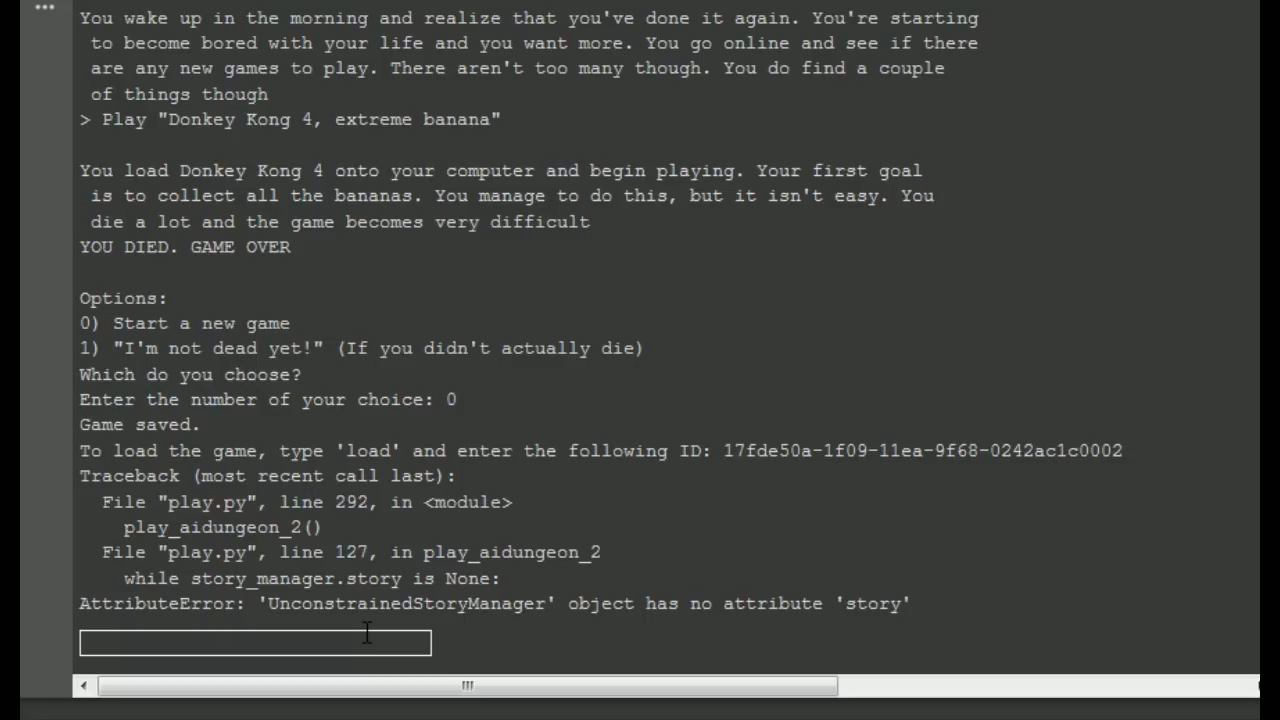 You wake up in the morning and realize that you've done it again. You're starting
to become bored with your life and you want more. You go online and see if there
are any new games to play. There aren't too many though. You do find a couple
of things though
> Play "Donkey Kong 4, extreme banana"
You load Donkey Kong 4 onto your computer and begin playing. Your first goal
is to collect all the bananas. You manage to do this, but it isn't easy. You
die a lot and the game becomes very difficult
YOU DIED. GAME OVER
Options:
0) Start a new game
1) "I'm not dead yet!" (If you didn't actually die)
Which do you choose?
Enter the number of your choice: 0
Game saved.
To load the game, type 'load' and enter the following ID: 17fde50a-1f09-11ea-9f68-0242ac1c0002
Traceback (most recent call last):
File "play.py", line 292, in <module>
play_aidungeon_2()
File "play.py", line 127, in play_aidungeon_2
while story_manager.story is None:
AttributeError: 'UnconstrainedStoryManager' object has no attribute 'story'